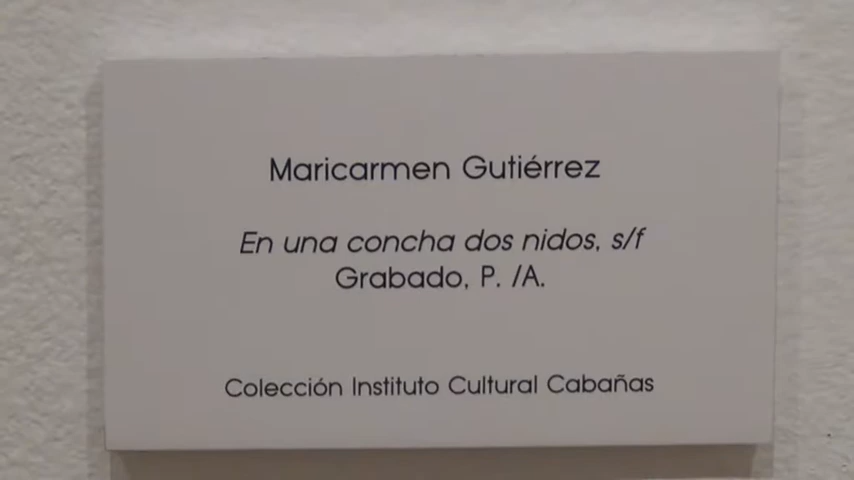 Maricarmen Gutiérrez
En una concha dos nidos, s/f
Grabado, P. /A.
Colección Instituto Cultural Cabañas